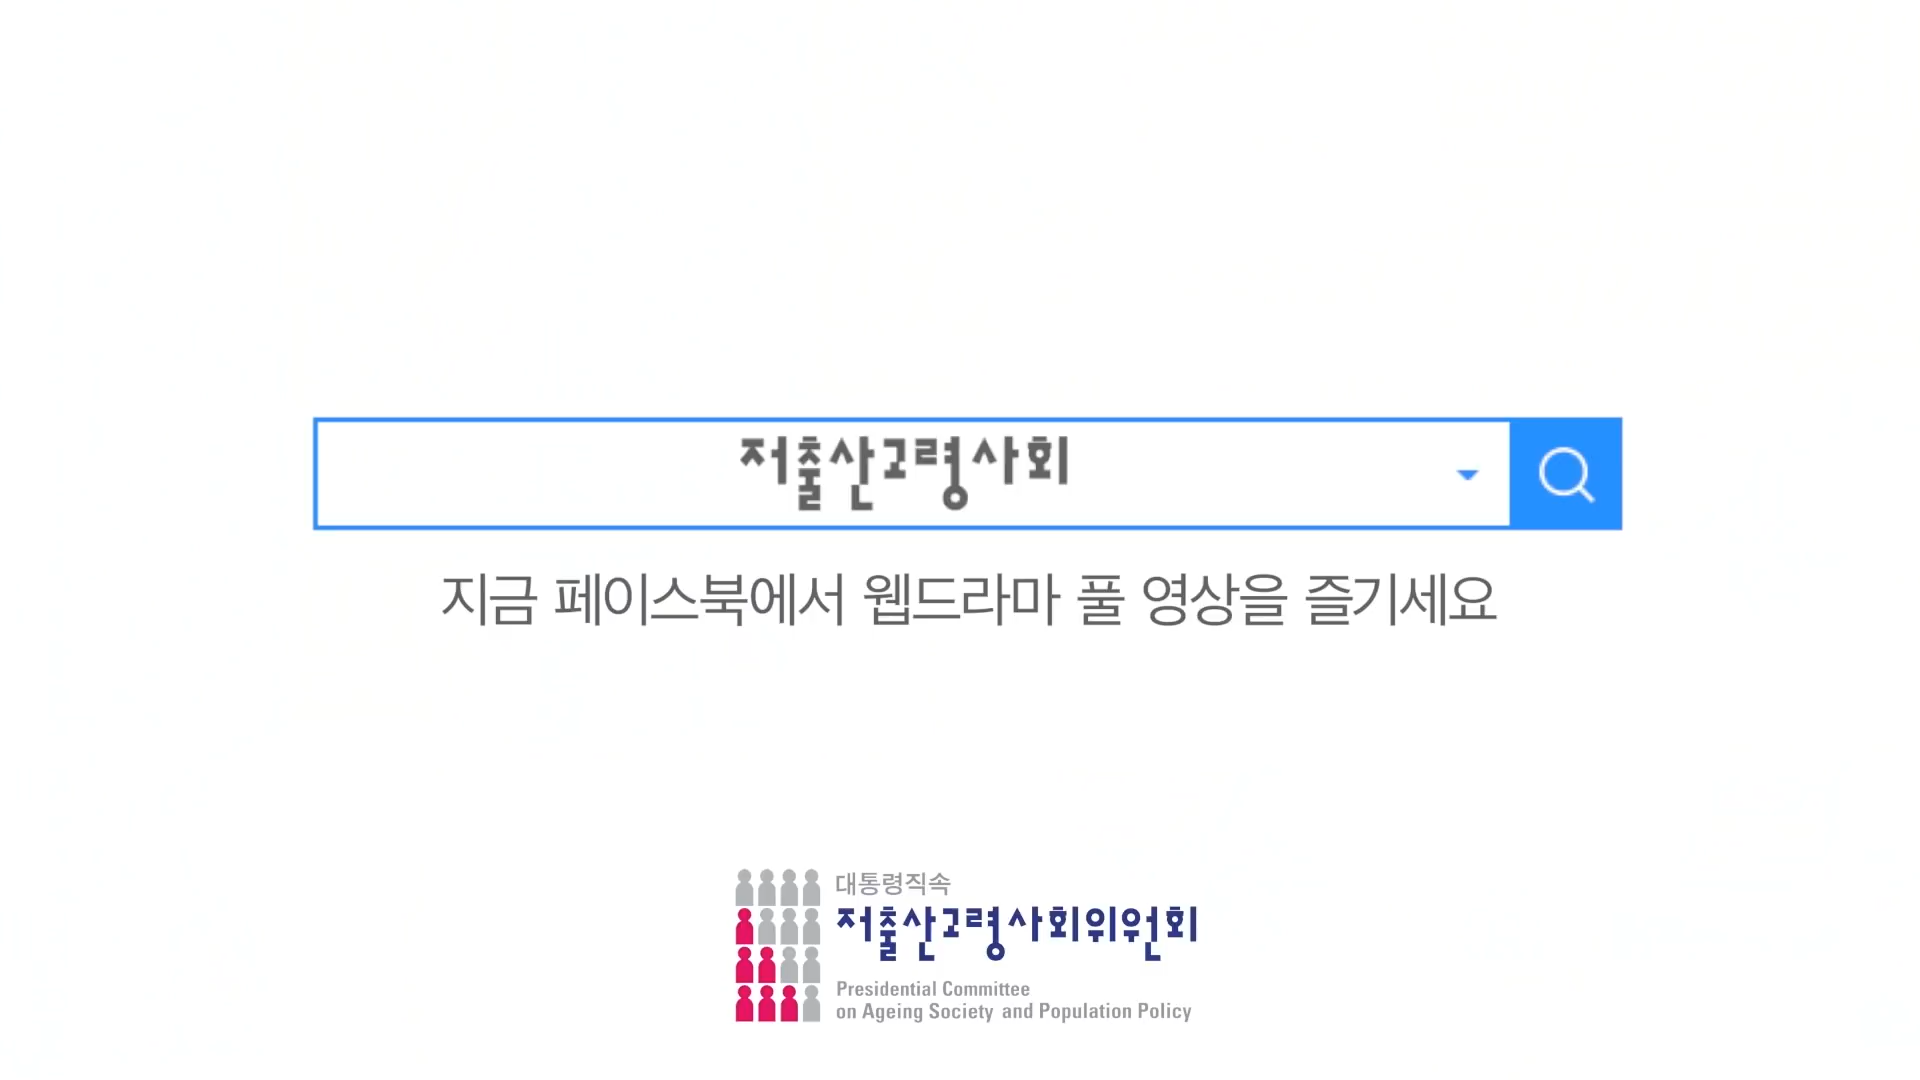 저출산고령사회
지금 페이스북에서 웹드라마 풀 영상을 즐기세요
대통령직속
저출산고령사회위원회
Presidential Committee
on Ageing Society and Population Policy